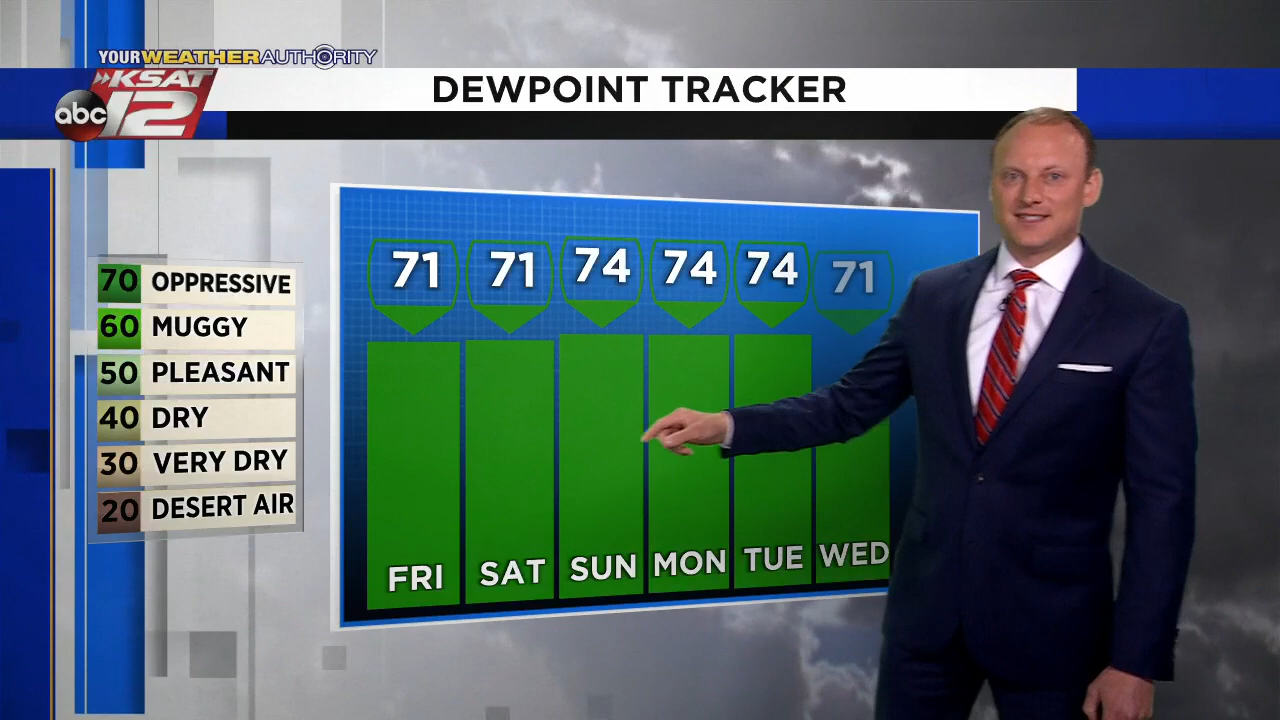 YOURWEATHERAUTHORITY
KSAT
abc 12
DEWPOINT TRACKER
70 OPPRESSIVE
60 MUGGY
50 PLEASANT
40 DRY
30 VERY DRY
20 DESERT AIR
71 71 74 74 74 71
FRI SAT SUN MON TUE WED